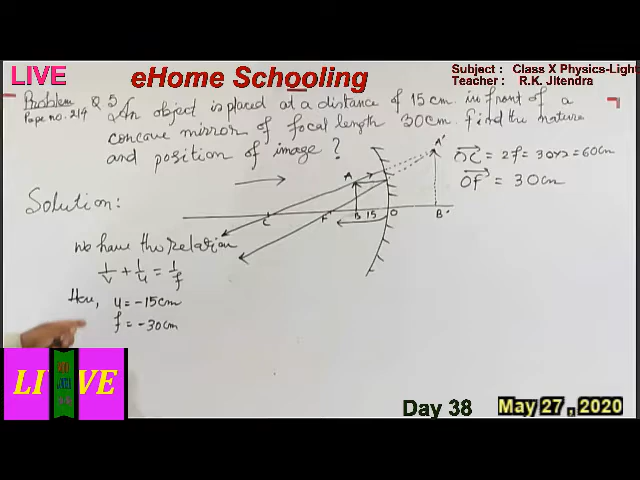 LIVE
eHome Schooling
Subject : Class X Physics-Light
Teacher : R.K. Jitendra
Problem Q 5 An object is placed at a distance of 15 cm in front of a
Page no. 214 concave mirror of focal length 30cm. find the nature
and position of image ?
OC = 2f = 30×2 = 60cm
OF = 30cm
A A'
C F B 15 O B'
Solution:
We have the relation
1/v + 1/u = 1/f
Here, u = -15cm
f = -30cm
LIVE
Day 38
May 27 , 2020